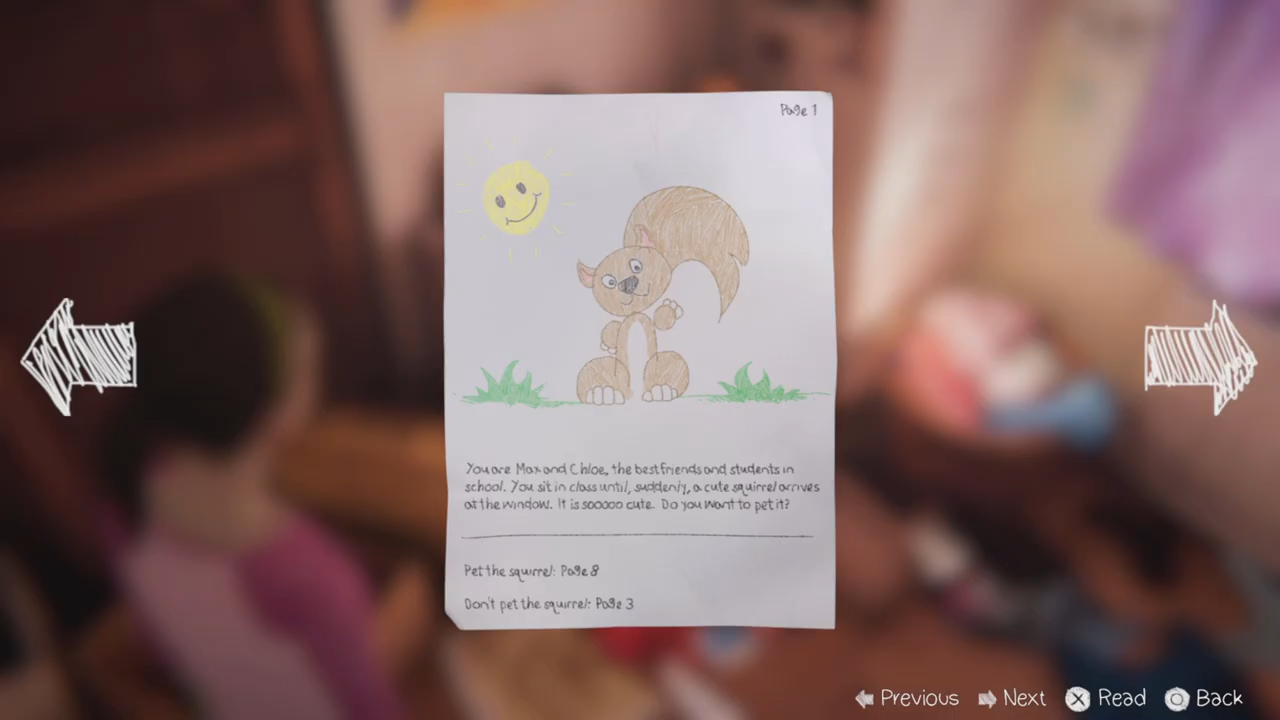 Page 1
You are Max and Chloe, the best friends and students in
school. You sit in class until, suddenly, a cute squirrel arrives
at the window. It is sooooo cute. Do you want to pet it?
Pet the squirrel: Page 8
Don't pet the squirrel: Page 3
Previous Next Read Back